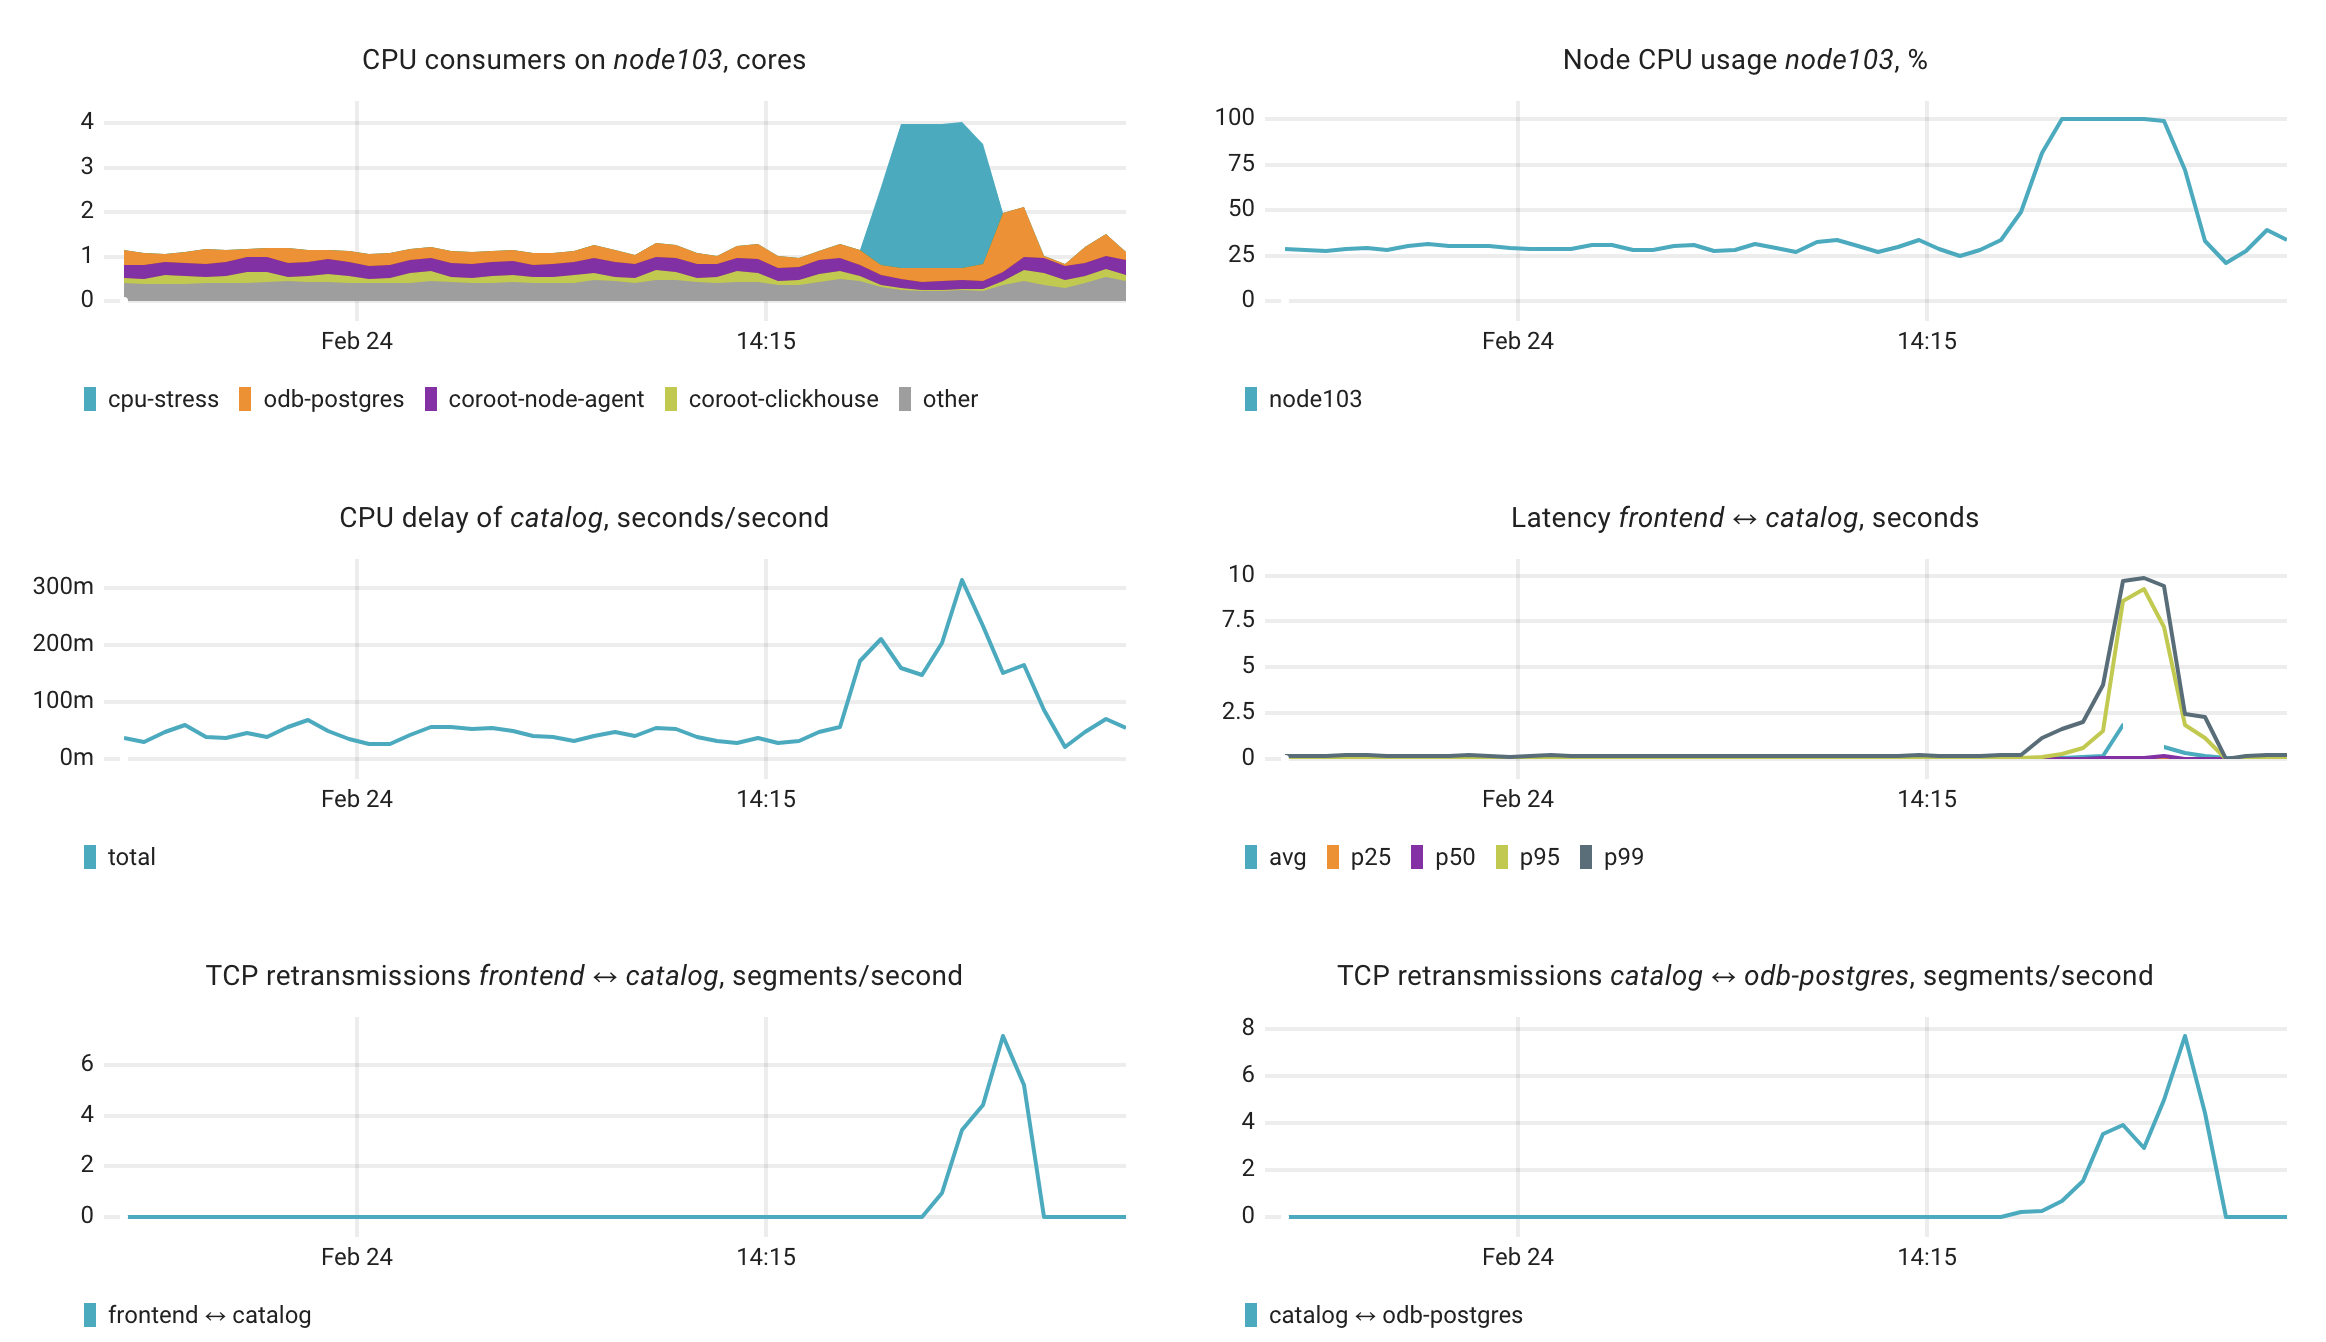 CPU consumers on node103, cores
4
3
2
1
0
Feb 24 14:15
cpu-stress odb-postgres coroot-node-agent coroot-clickhouse other
Node CPU usage node103, %
100
75
50
25
0
Feb 24 14:15
node103
CPU delay of catalog, seconds/second
300m
200m
100m
0m
Feb 24 14:15
total
Latency frontend ↔ catalog, seconds
10
7.5
5
2.5
0
Feb 24 14:15
avg p25 p50 p95 p99
TCP retransmissions frontend ↔ catalog, segments/second
6
4
2
0
Feb 24 14:15
frontend ↔ catalog
TCP retransmissions catalog ↔ odb-postgres, segments/second
8
6
4
2
0
Feb 24 14:15
catalog ↔ odb-postgres